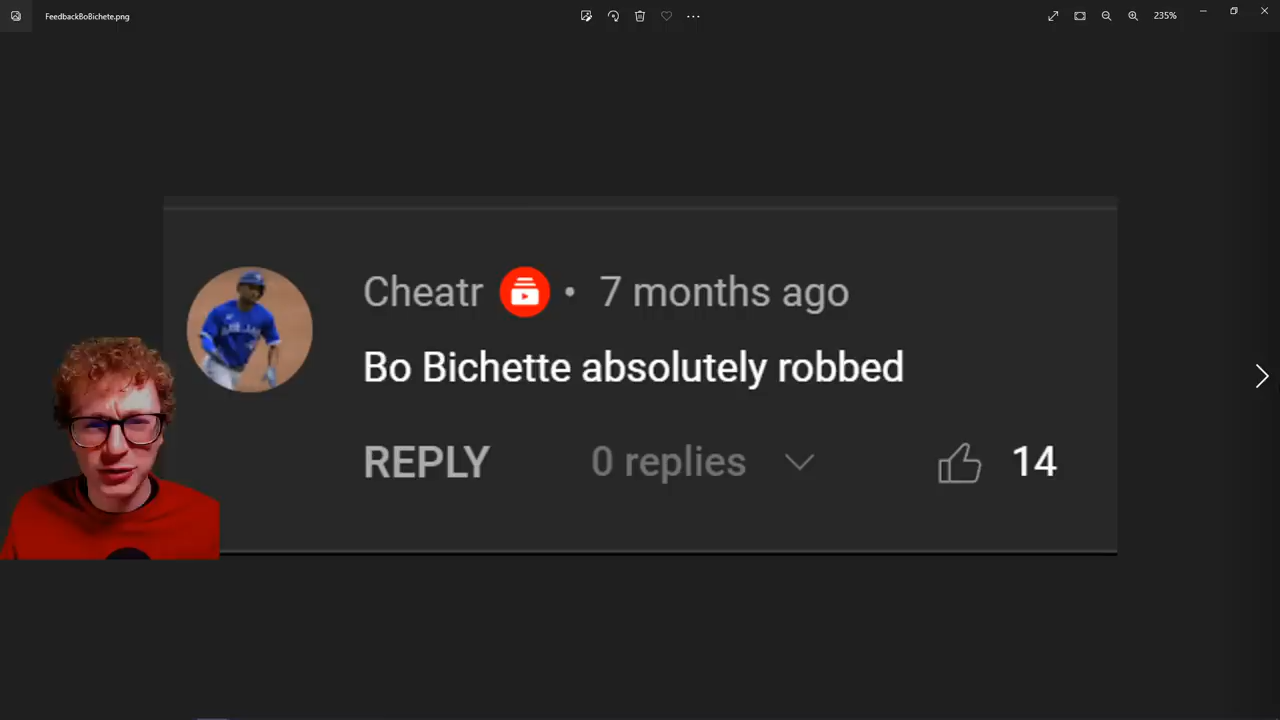 FeedbackBoBichete.png
235%
Cheatr • 7 months ago
Bo Bichette absolutely robbed
REPLY 0 replies 14